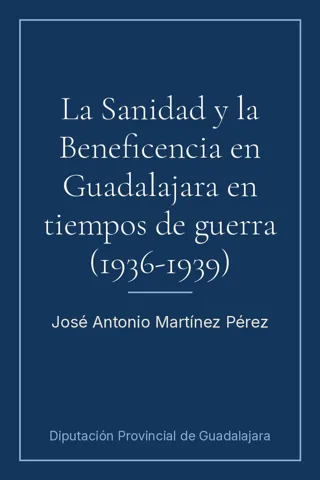 La Sanidad y la
Beneficencia en
Guadalajara en
tiempos de guerra
(1936-1939)
José Antonio Martínez Pérez
Diputación Provincial de Guadalajara